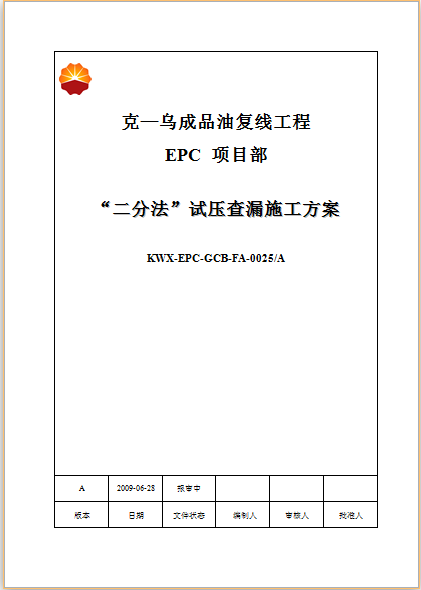 克—乌成品油复线工程
EPC 项目部
“二分法”试压查漏施工方案
KWX-EPC-GCB-FA-0025/A
A 2009-06-28 报审中
版本 日期 文件状态 编制人 审核人 批准人